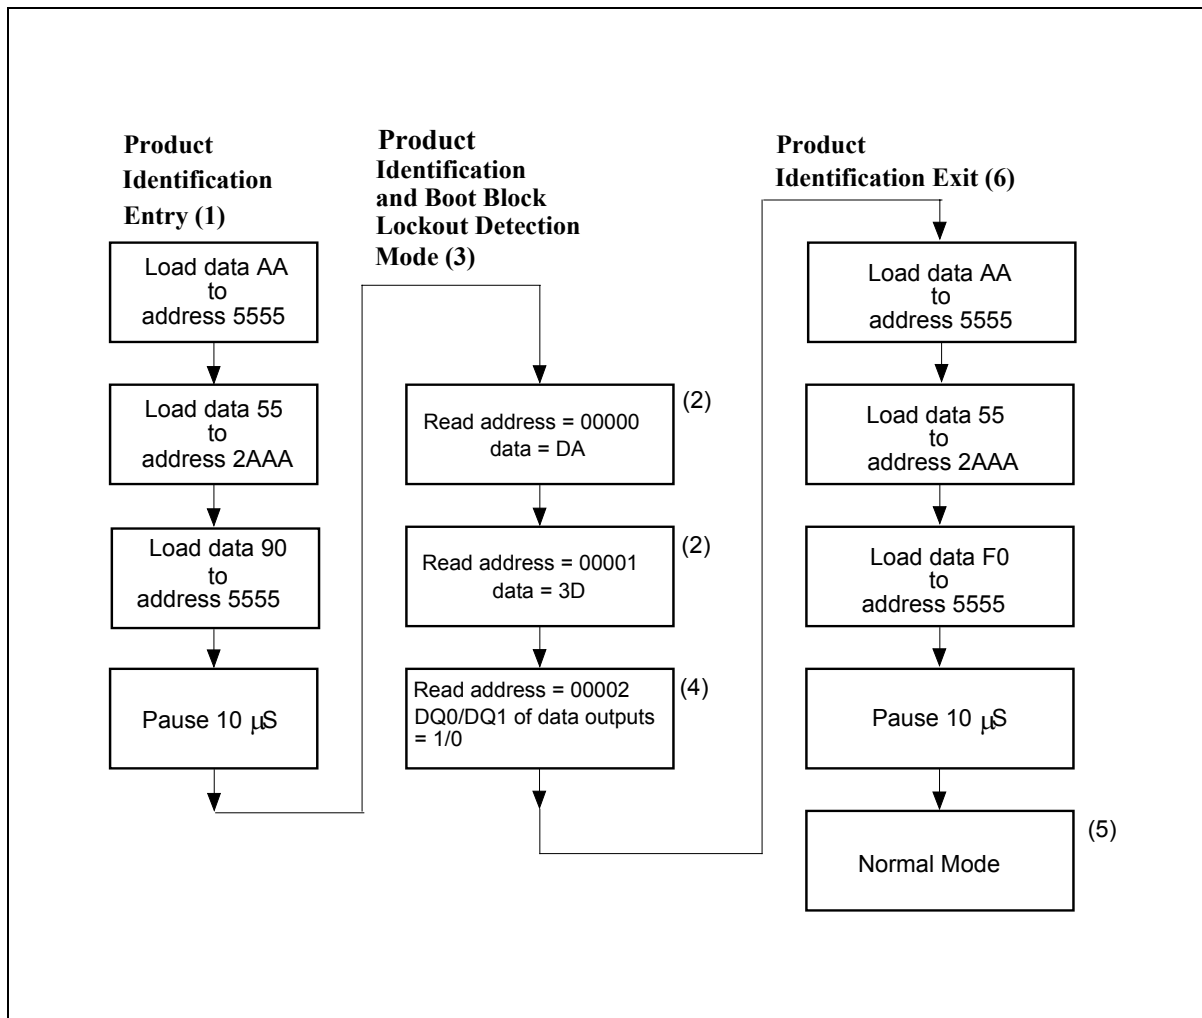 Product
Identification
Entry (1)
Load data AA
to
address 5555
Load data 55
to
address 2AAA
Load data 90
to
address 5555
Pause 10 μS
Product
Identification
and Boot Block
Lockout Detection
Mode (3)
Read address = 00000
data = DA
(2)
Read address = 00001
data = 3D
(2)
Read address = 00002
DQ0/DQ1 of data outputs
= 1/0
(4)
Product
Identification Exit (6)
Load data AA
to
address 5555
Load data 55
to
address 2AAA
Load data F0
to
address 5555
Pause 10 μS
Normal Mode
(5)